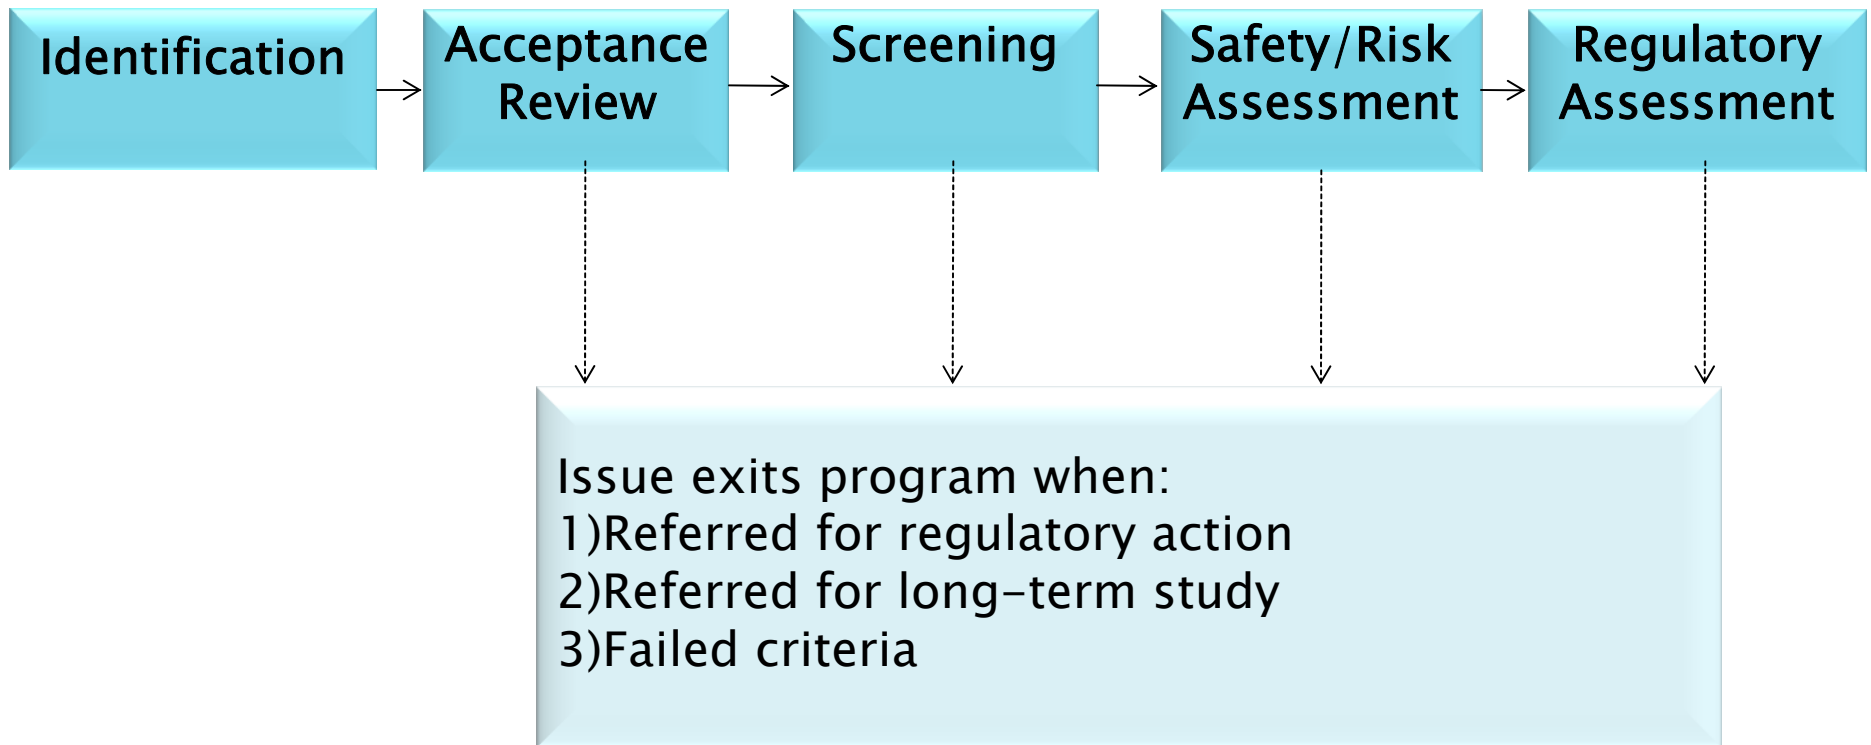 Identification
Acceptance
Review
Screening
Safety/Risk
Assessment
Regulatory
Assessment
Issue exits program when:
1)Referred for regulatory action
2)Referred for long-term study
3)Failed criteria